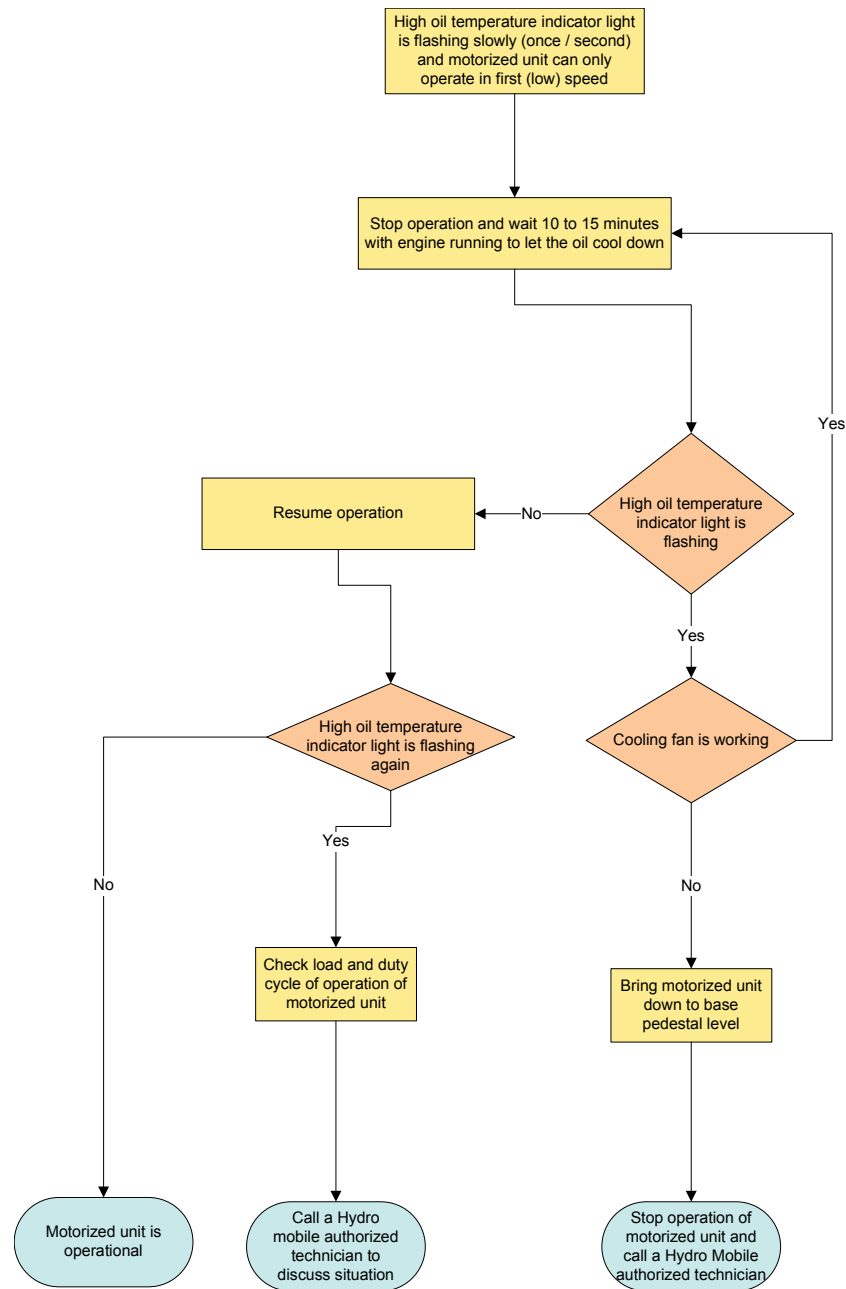 High oil temperature indicator light
is flashing slowly (once / second)
and motorized unit can only
operate in first (low) speed
Stop operation and wait 10 to 15 minutes
with engine running to let the oil cool down
Yes
High oil temperature
indicator light is
flashing
No
Resume operation
Yes
Cooling fan is working
High oil temperature
indicator light is flashing
again
Yes
No
No
Check load and duty
cycle of operation of
motorized unit
Bring motorized unit
down to base
pedestal level
Motorized unit is
operational
Call a Hydro
mobile authorized
technician to
discuss situation
Stop operation of
motorized unit and
call a Hydro Mobile
authorized technician